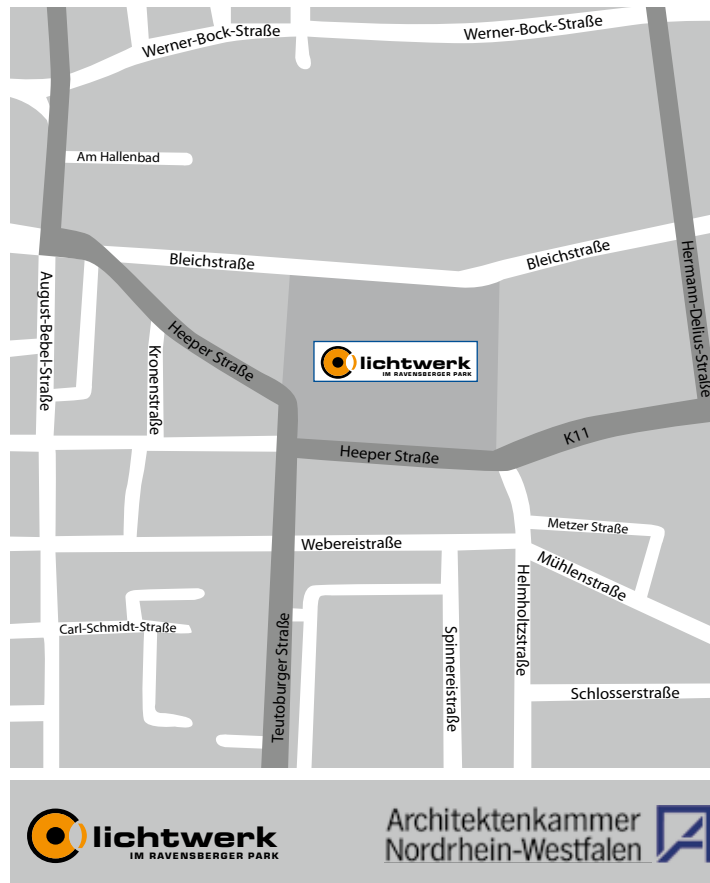 Werner-Bock-Straße
Werner-Bock-Straße
Am Hallenbad
Bleichstraße
Bleichstraße
Hermann-Delius-Straße
August-Bebel-Straße
Heeper Straße
Kronenstraße
lichtwerk
IM RAVENSBERGER PARK
K11
Heeper Straße
Metzer Straße
Webereistraße
Mühlenstraße
Helmholtzstraße
Carl-Schmidt-Straße
Teutoburger Straße
Spinnereistraße
Schlosserstraße
lichtwerk
IM RAVENSBERGER PARK
Architektenkammer
Nordrhein-Westfalen